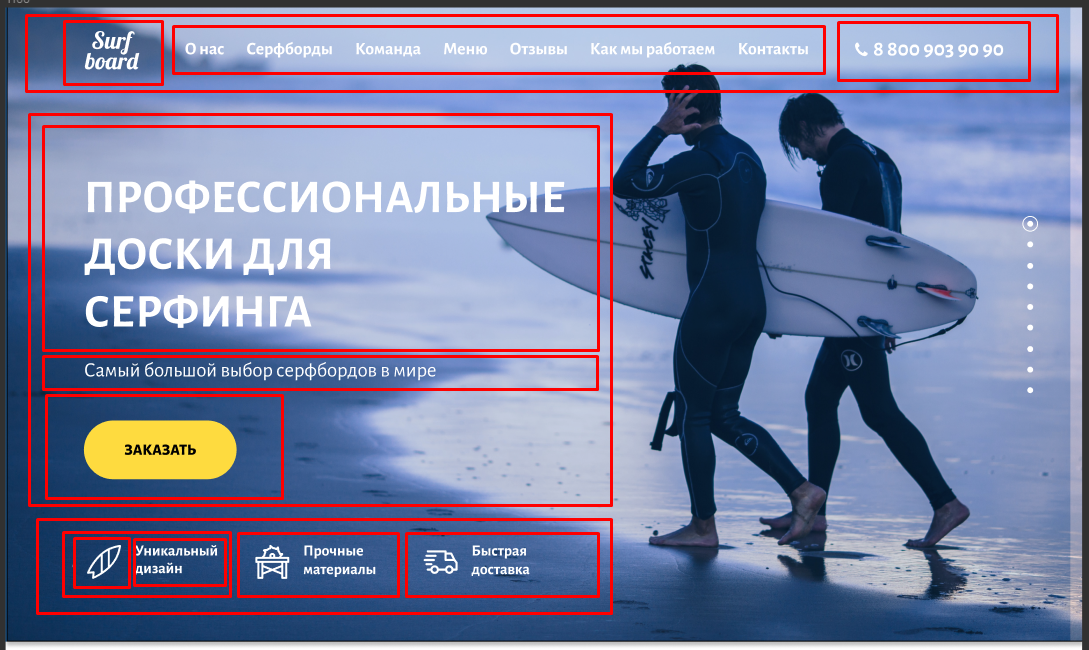 Surf
board
О нас Серфборды Команда Меню Отзывы Как мы работаем Контакты
8 800 903 90 90
ПРОФЕССИОНАЛЬНЫЕ
ДОСКИ ДЛЯ
СЕРФИНГА
Самый большой выбор серфбордов в мире
ЗАКАЗАТЬ
Уникальный
дизайн
Прочные
материалы
Быстрая
доставка
STACEY